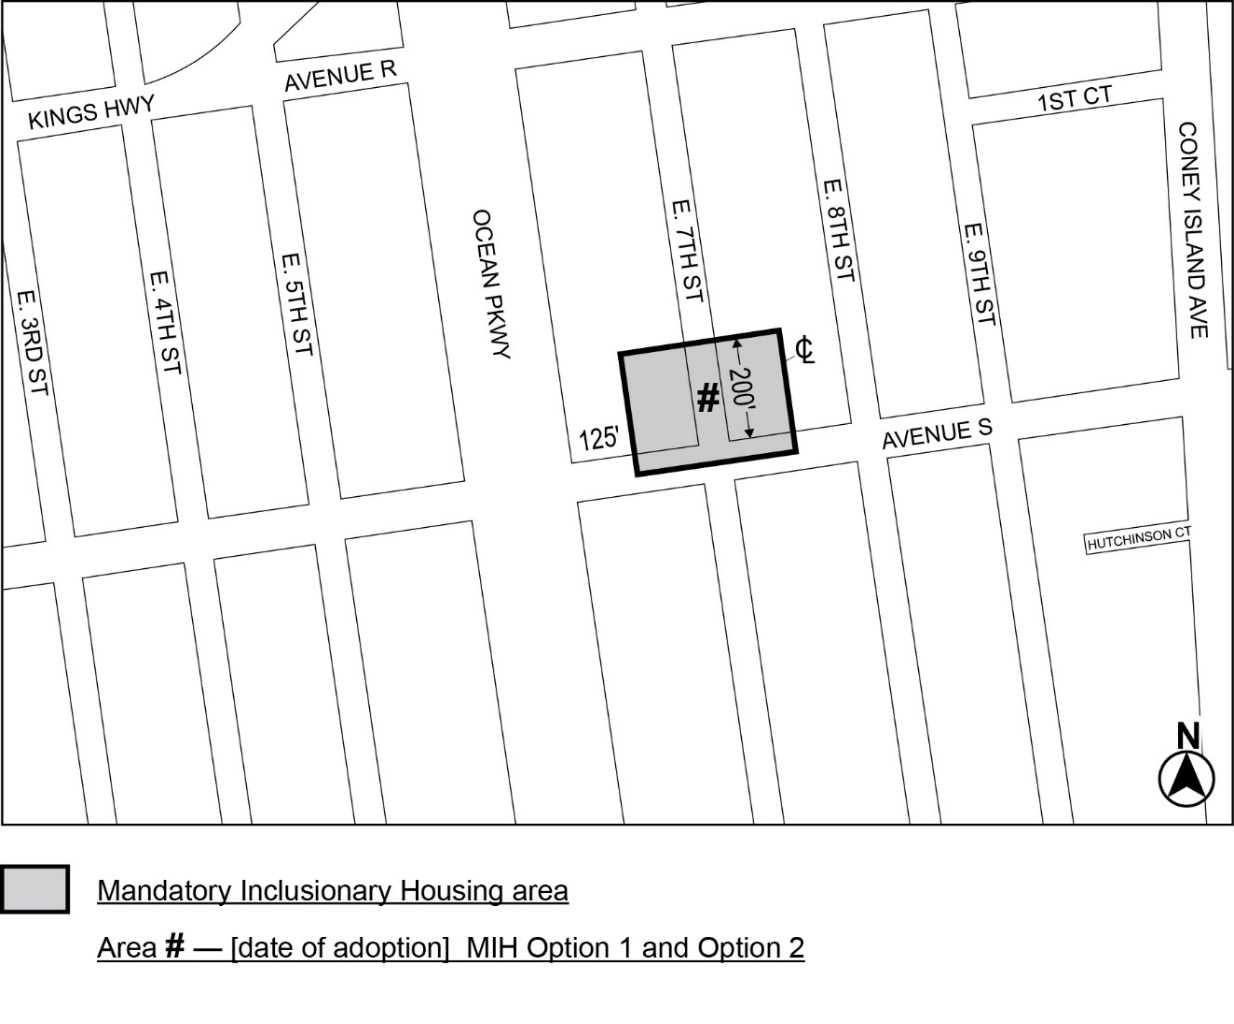 AVENUE R
KINGS HWY
1ST CT
CONEY ISLAND AVE
E. 7TH ST
E. 8TH ST
OCEAN PKWY
E. 9TH ST
E. 5TH ST
E. 4TH ST
E. 3RD ST
℄
200'
#
125'
AVENUE S
HUTCHINSON CT
N
Mandatory Inclusionary Housing area
Area # — [date of adoption] MIH Option 1 and Option 2